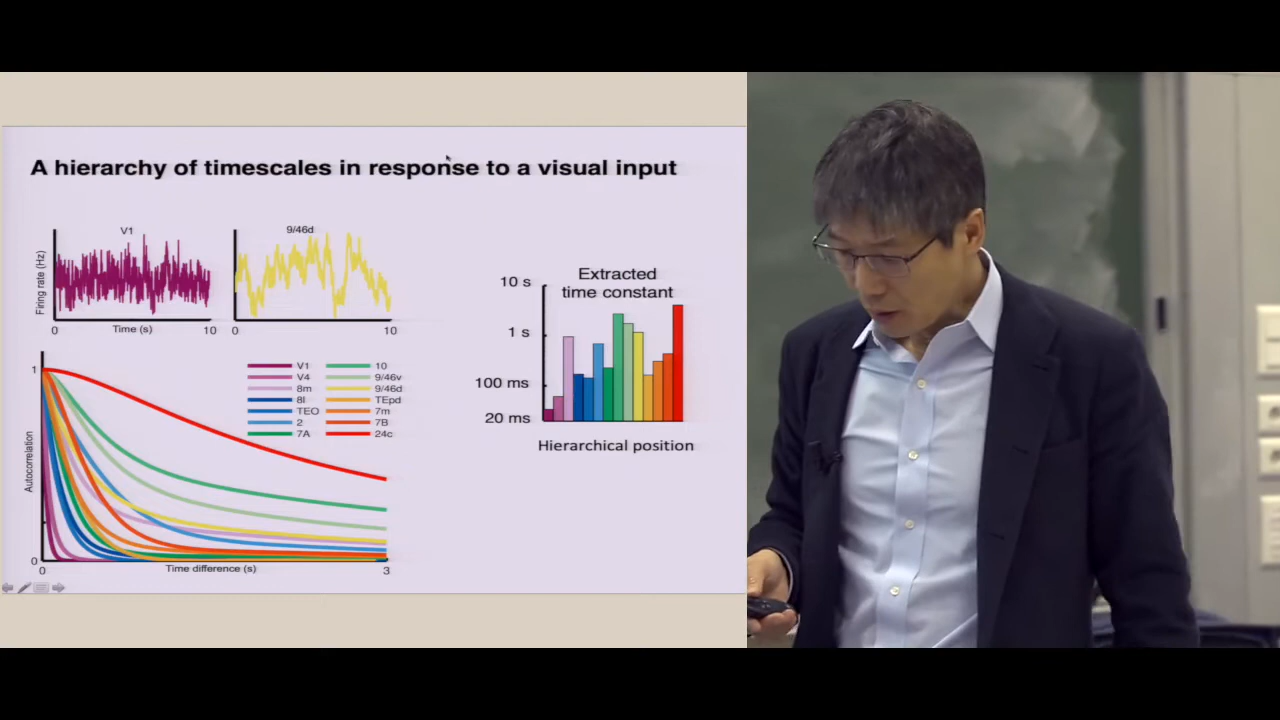 A hierarchy of timescales in response to a visual input
V1
9/46d
Firing rate (Hz)
0
Time (s)
10
0
10
Extracted
time constant
10 s
1 s
100 ms
20 ms
Hierarchical position
1
V1
10
V4
9/46v
8m
9/46d
8l
TEpd
TEO
7m
2
7B
7A
24c
Autocorrelation
0
0
Time difference (s)
3